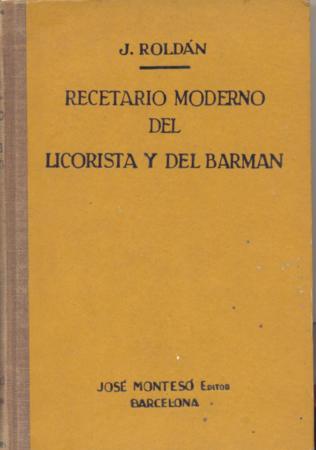 J. ROLDÁN
RECETARIO MODERNO
DEL
LICORISTA Y DEL BARMAN
JOSÉ MONTESÓ EDITOR
BARCELONA